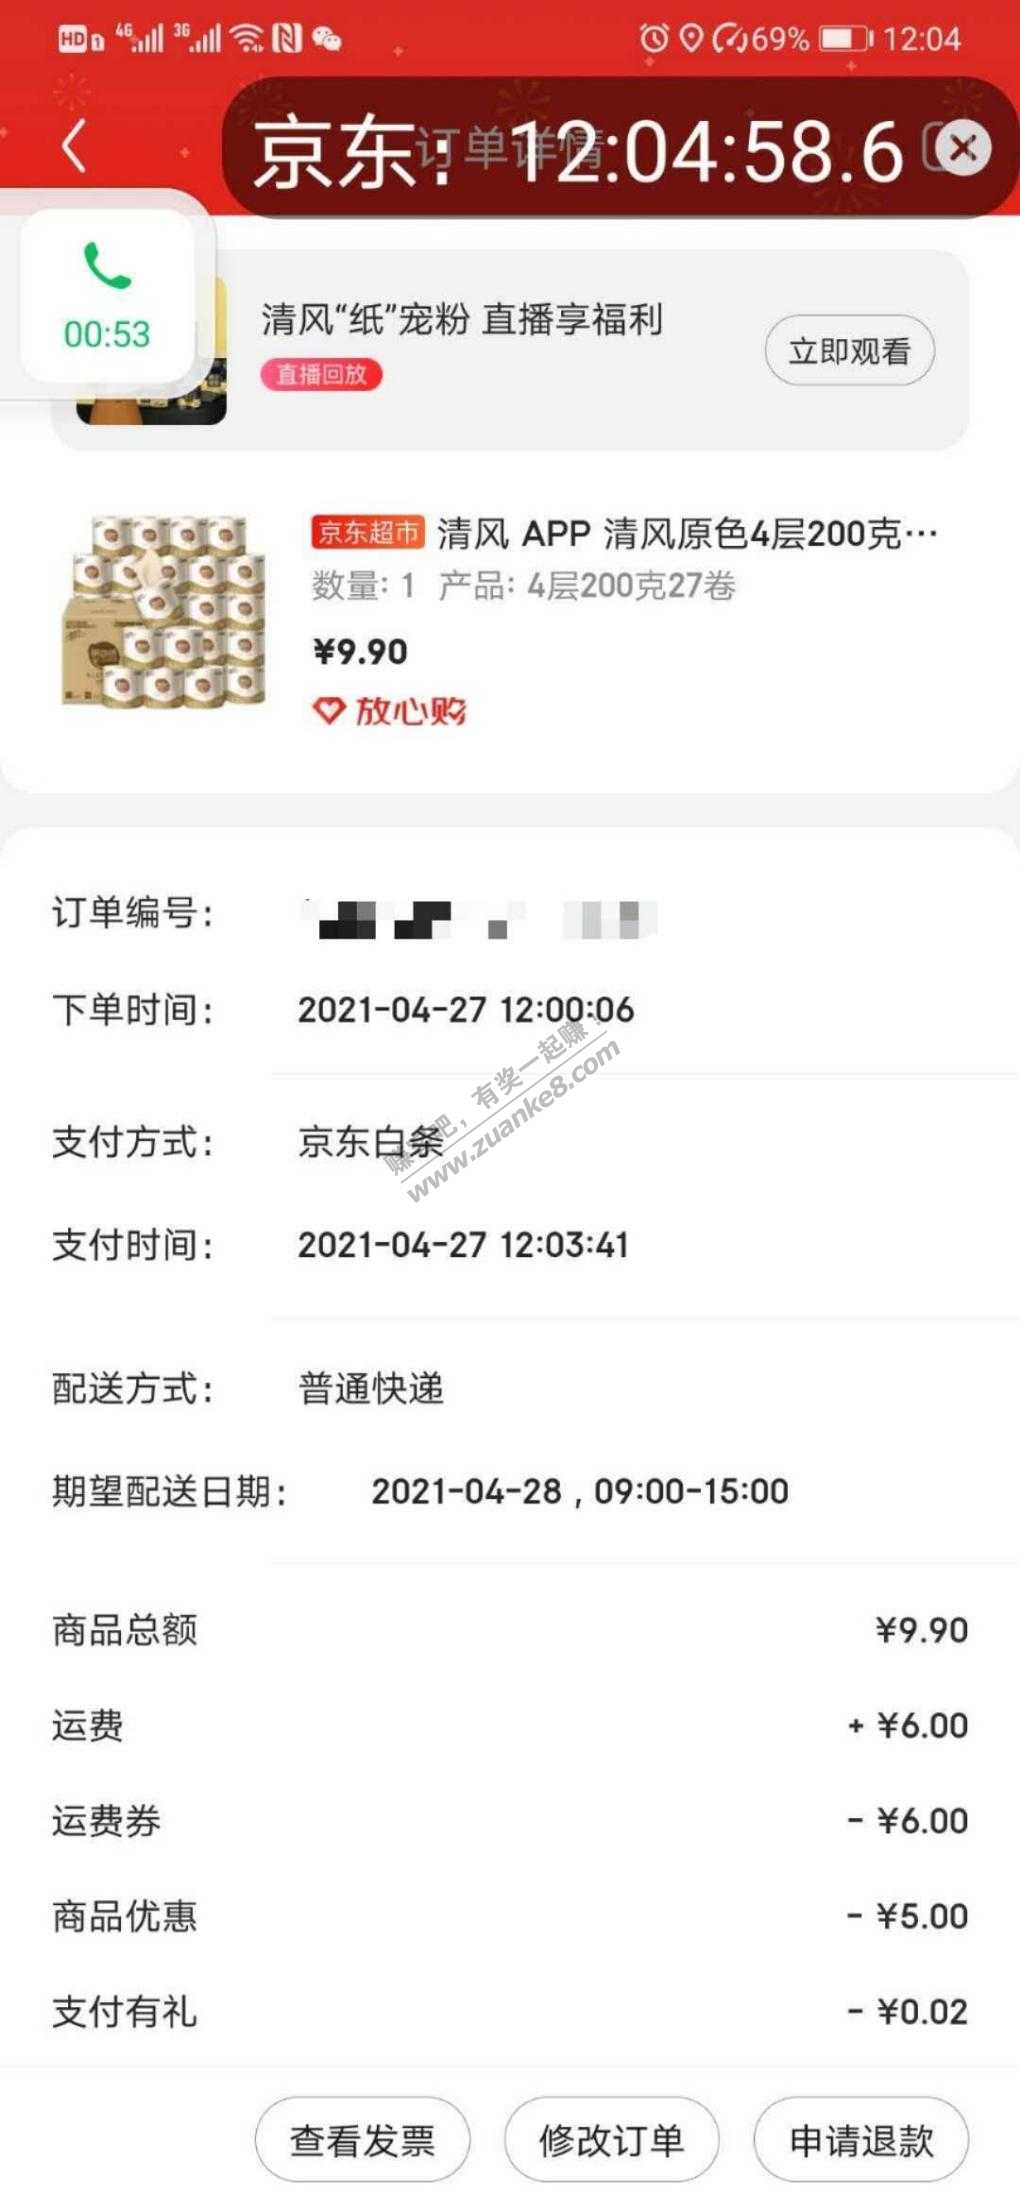 HD 1 4G 3G 69% 12:04
订单详情
京东: 12:04:58.6
00:53
清风“纸”宠粉 直播享福利
直播回放
立即观看
京东超市 清风 APP 清风原色4层200克…
数量: 1 产品: 4层200克27卷
¥9.90
放心购
订单编号:
下单时间: 2021-04-27 12:00:06
赚客吧，有奖一起赚！
www.zuanke8.com
支付方式: 京东白条
支付时间: 2021-04-27 12:03:41
配送方式: 普通快递
期望配送日期: 2021-04-28 , 09:00-15:00
商品总额 ¥9.90
运费 + ¥6.00
运费券 - ¥6.00
商品优惠 - ¥5.00
支付有礼 - ¥0.02
查看发票 修改订单 申请退款